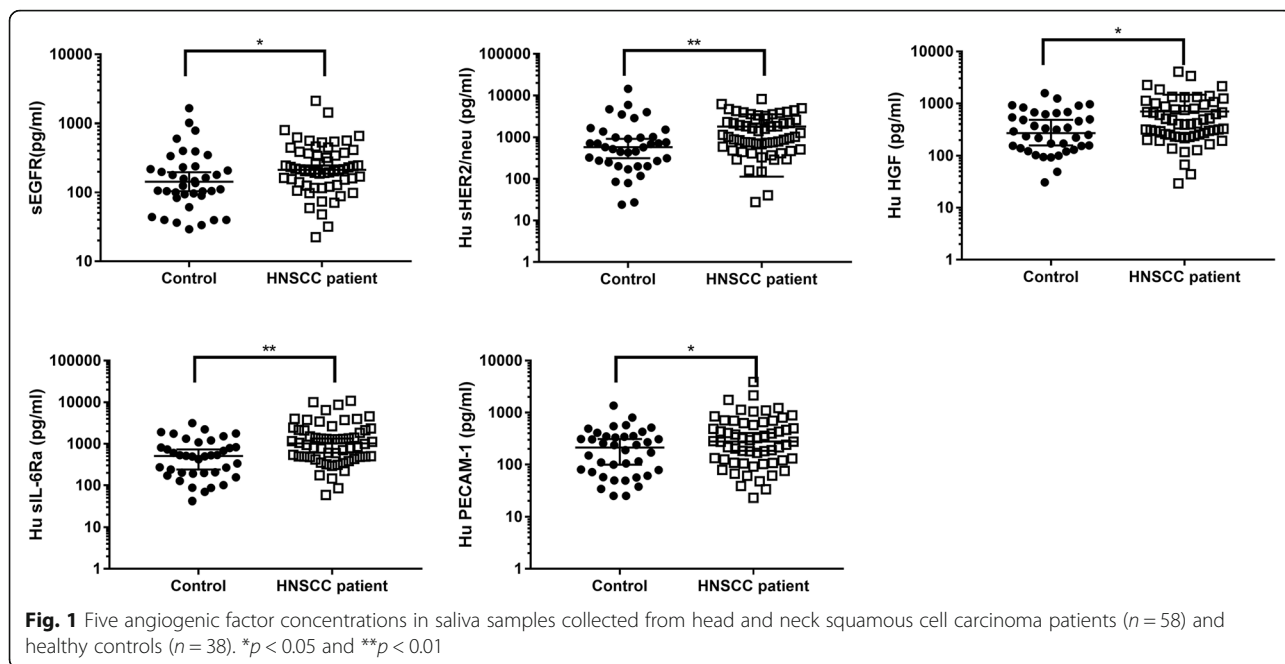 *
10000
1000
100
10
sEGFR(pg/ml)
Control HNSCC patient
**
100000
10000
1000
100
10
1
Hu sHER2/neu (pg/ml)
Control HNSCC patient
*
10000
1000
100
10
1
Hu HGF (pg/ml)
Control HNSCC patient
**
100000
10000
1000
100
10
1
Hu sIL-6Ra (pg/ml)
Control HNSCC patient
*
10000
1000
100
10
1
Hu PECAM-1 (pg/ml)
Control HNSCC patient
Fig. 1 Five angiogenic factor concentrations in saliva samples collected from head and neck squamous cell carcinoma patients (n = 58) and
healthy controls (n = 38). *p < 0.05 and **p < 0.01